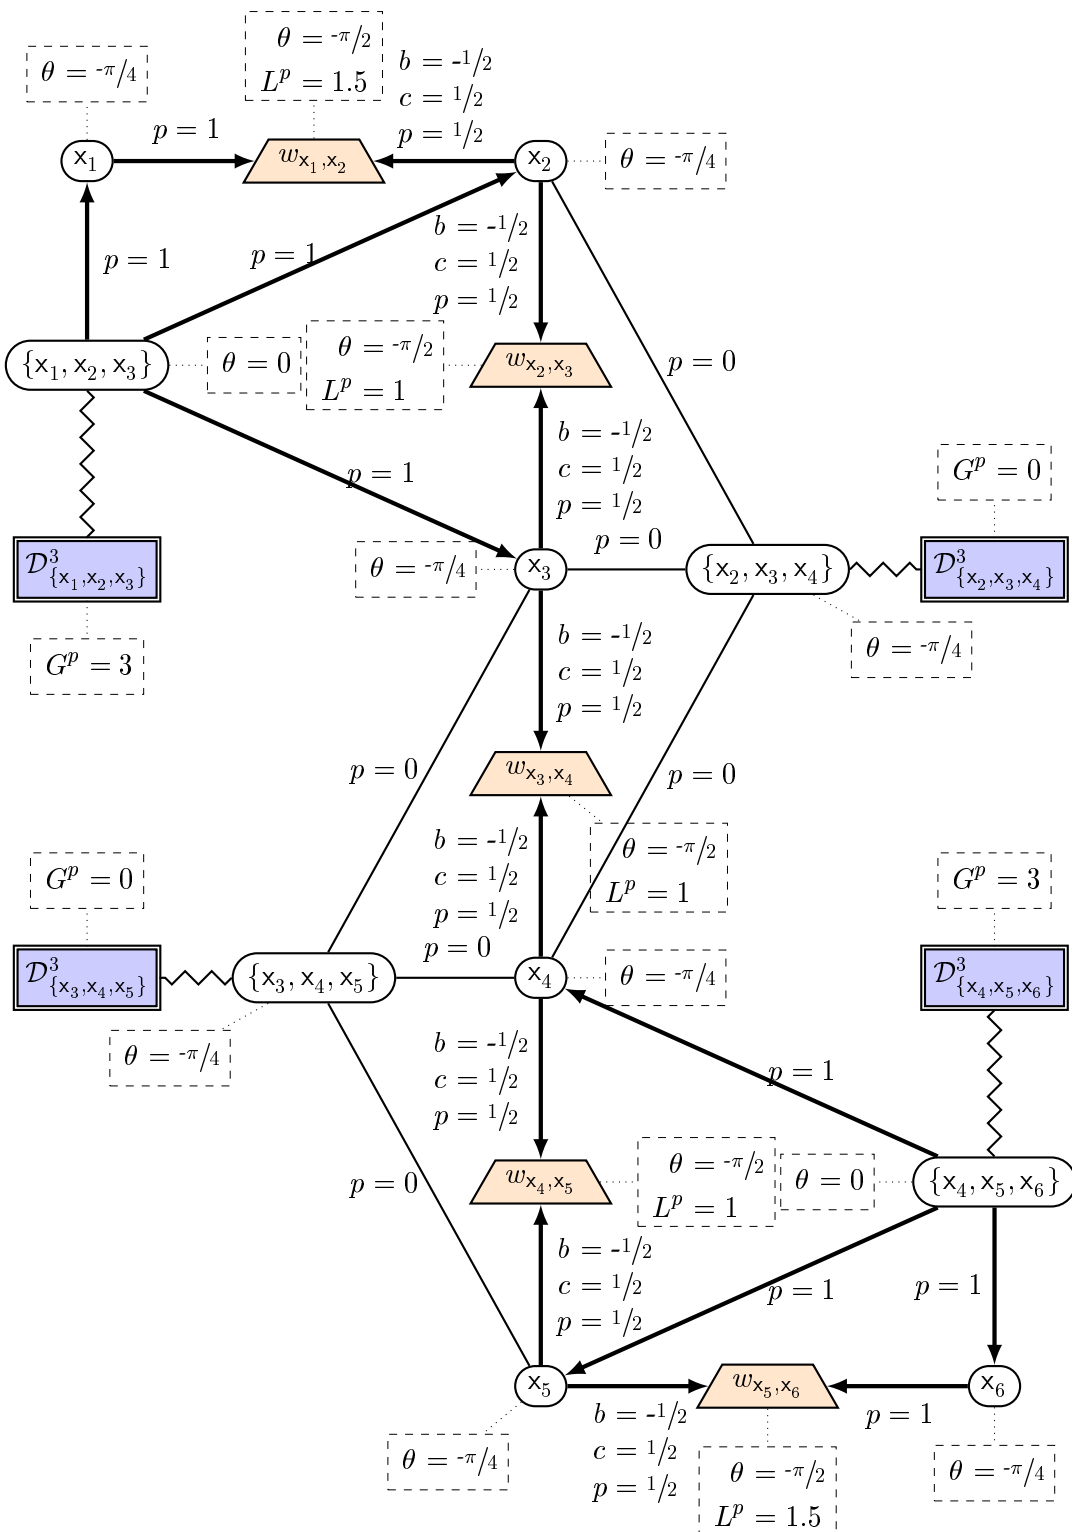 θ = -π/2
L^p = 1.5
θ = -π/4
b = -1/2
c = 1/2
p = 1/2
p = 1
x_1
w_{x_1,x_2}
x_2
θ = -π/4
b = -1/2
c = 1/2
p = 1/2
p = 1
p = 1
{x_1, x_2, x_3}
θ = 0
θ = -π/2
L^p = 1
w_{x_2,x_3}
p = 0
b = -1/2
c = 1/2
p = 1/2
p = 1
G^p = 0
p = 0
D^3_{{x_1,x_2,x_3}}
θ = -π/4
x_3
{x_2, x_3, x_4}
D^3_{{x_2,x_3,x_4}}
G^p = 3
b = -1/2
c = 1/2
p = 1/2
θ = -π/4
p = 0
w_{x_3,x_4}
p = 0
b = -1/2
c = 1/2
p = 1/2
θ = -π/2
L^p = 1
G^p = 0
G^p = 3
p = 0
D^3_{{x_3,x_4,x_5}}
{x_3, x_4, x_5}
x_4
θ = -π/4
D^3_{{x_4,x_5,x_6}}
θ = -π/4
b = -1/2
c = 1/2
p = 1/2
p = 1
p = 0
w_{x_4,x_5}
θ = -π/2
L^p = 1
θ = 0
{x_4, x_5, x_6}
b = -1/2
c = 1/2
p = 1/2
p = 1
p = 1
x_5
w_{x_5,x_6}
x_6
b = -1/2
c = 1/2
p = 1/2
p = 1
θ = -π/4
θ = -π/2
L^p = 1.5
θ = -π/4